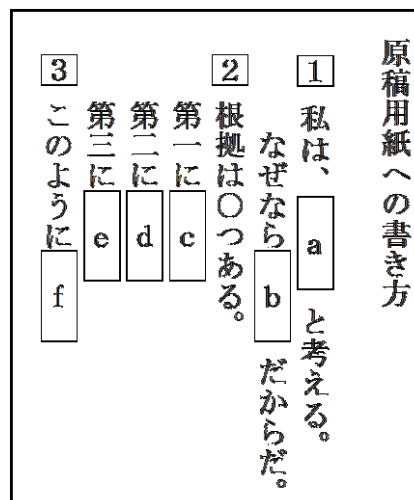 原稿用紙への書き方
1 私は、a と考える。
なぜなら b だからだ。
2 根拠は〇つある。
第一に c
第二に d
第三に e
3 このように f